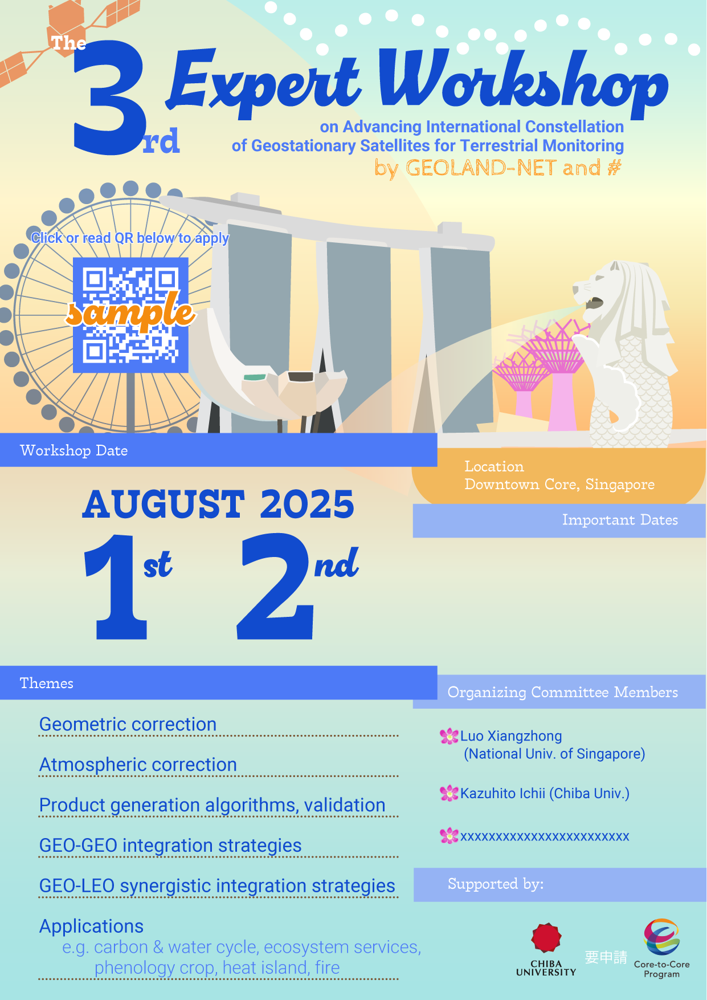 The
3rd
Expert Workshop
on Advancing International Constellation
of Geostationary Satellites for Terrestrial Monitoring
by GEOLAND-NET and #
Click or read QR below to apply
sample
Workshop Date
AUGUST 2025
1st 2nd
Location
Downtown Core, Singapore
Important Dates
Themes
Geometric correction
Atmospheric correction
Product generation algorithms, validation
GEO-GEO integration strategies
GEO-LEO synergistic integration strategies
Applications
e.g. carbon & water cycle, ecosystem services,
phenology crop, heat island, fire
Organizing Committee Members
Luo Xiangzhong
(National Univ. of Singapore)
Kazuhito Ichii (Chiba Univ.)
xxxxxxxxxxxxxxxxxxxxxxxx
Supported by:
CHIBA
UNIVERSITY
要申請
Core-to-Core
Program